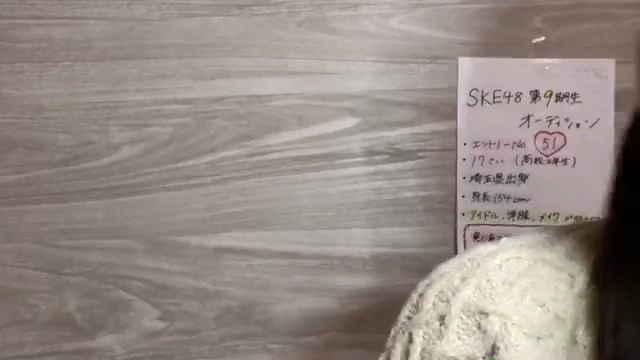 SKE48 第9期生
オーディション
・エントリーNo. 51
・17さい (高校2年生)
・埼玉県出身
・身長154cm
・アイドル、洋服、メイク